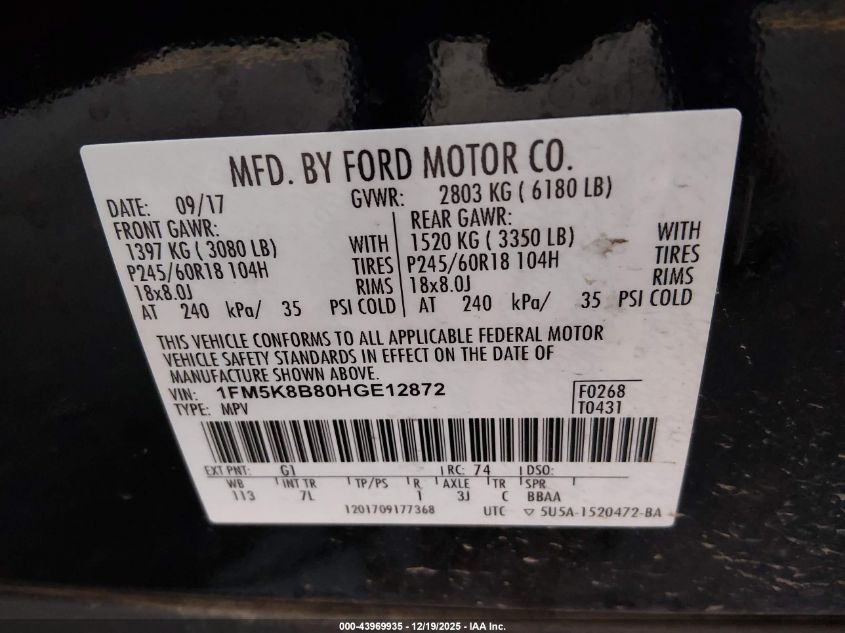 MFD. BY FORD MOTOR CO.
DATE: 09/17 GVWR: 2803 KG ( 6180 LB)
FRONT GAWR: REAR GAWR:
1397 KG ( 3080 LB) WITH 1520 KG ( 3350 LB) WITH
P245/60R18 104H TIRES P245/60R18 104H TIRES
18x8.0J RIMS 18x8.0J RIMS
AT 240 kPa/ 35 PSI COLD AT 240 kPa/ 35 PSI COLD
THIS VEHICLE CONFORMS TO ALL APPLICABLE FEDERAL MOTOR
VEHICLE SAFETY STANDARDS IN EFFECT ON THE DATE OF
MANUFACTURE SHOWN ABOVE.
VIN: 1FM5K8B80HGE12872 F0268
TYPE: MPV T0431
EXT PNT: G1 RC: 74 DSO:
WB INT TR TP/PS R AXLE TR SPR
113 7L 1 3J C BBAA
1201709177368 UTC ▽ 5U5A-1520472-BA
000-43969935 - 12/19/2025 - IAA Inc.